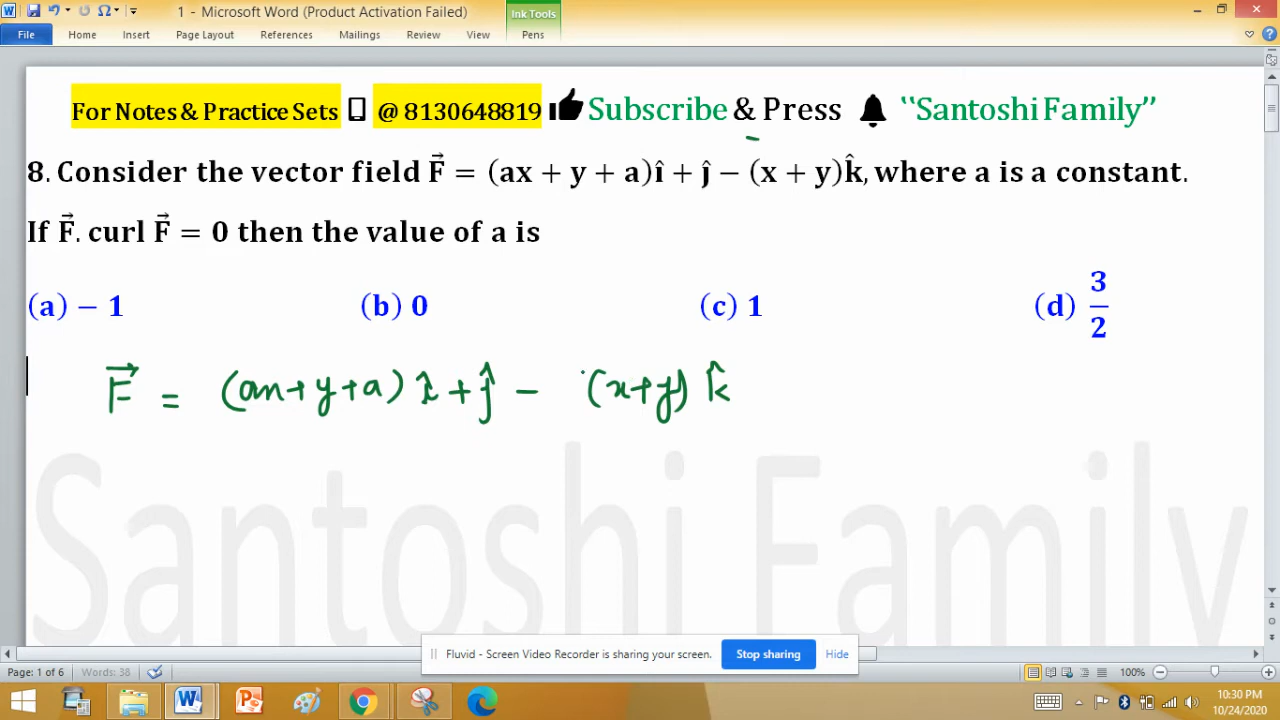 1 - Microsoft Word (Product Activation Failed)
Ink Tools
File Home Insert Page Layout References Mailings Review View Pens
For Notes & Practice Sets @ 8130648819 Subscribe & Press "Santoshi Family"
8. Consider the vector field F⃗ = (ax + y + a)î + ĵ − (x + y)k̂, where a is a constant.
If F⃗. curl F⃗ = 0 then the value of a is
(a) − 1 (b) 0 (c) 1 (d) 3/2
F⃗ = (ax+y+a) î + ĵ − (x+y) k̂
Santoshi Family
Fluvid - Screen Video Recorder is sharing your screen. Stop sharing Hide
Page: 1 of 6 Words: 38 100%
10:30 PM
10/24/2020